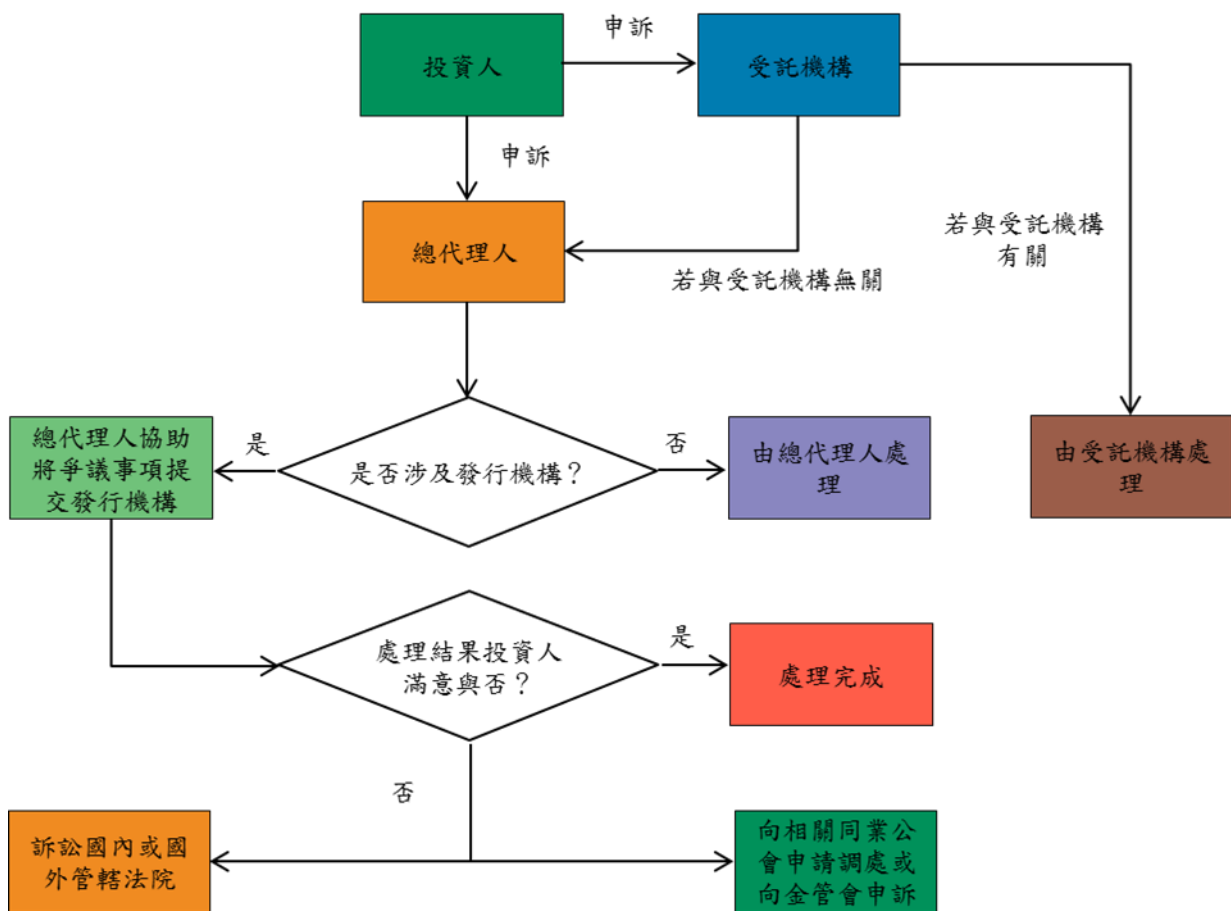 申訴
投資人
受託機構
申訴
總代理人
若與受託機構無關
若與受託機構
有關
總代理人協助
將爭議事項提
交發行機構
是
是否涉及發行機構？
否
由總代理人處
理
由受託機構處
理
處理結果投資人
滿意與否？
是
處理完成
否
訴訟國內或國
外管轄法院
向相關同業公
會申請調處或
向金管會申訴